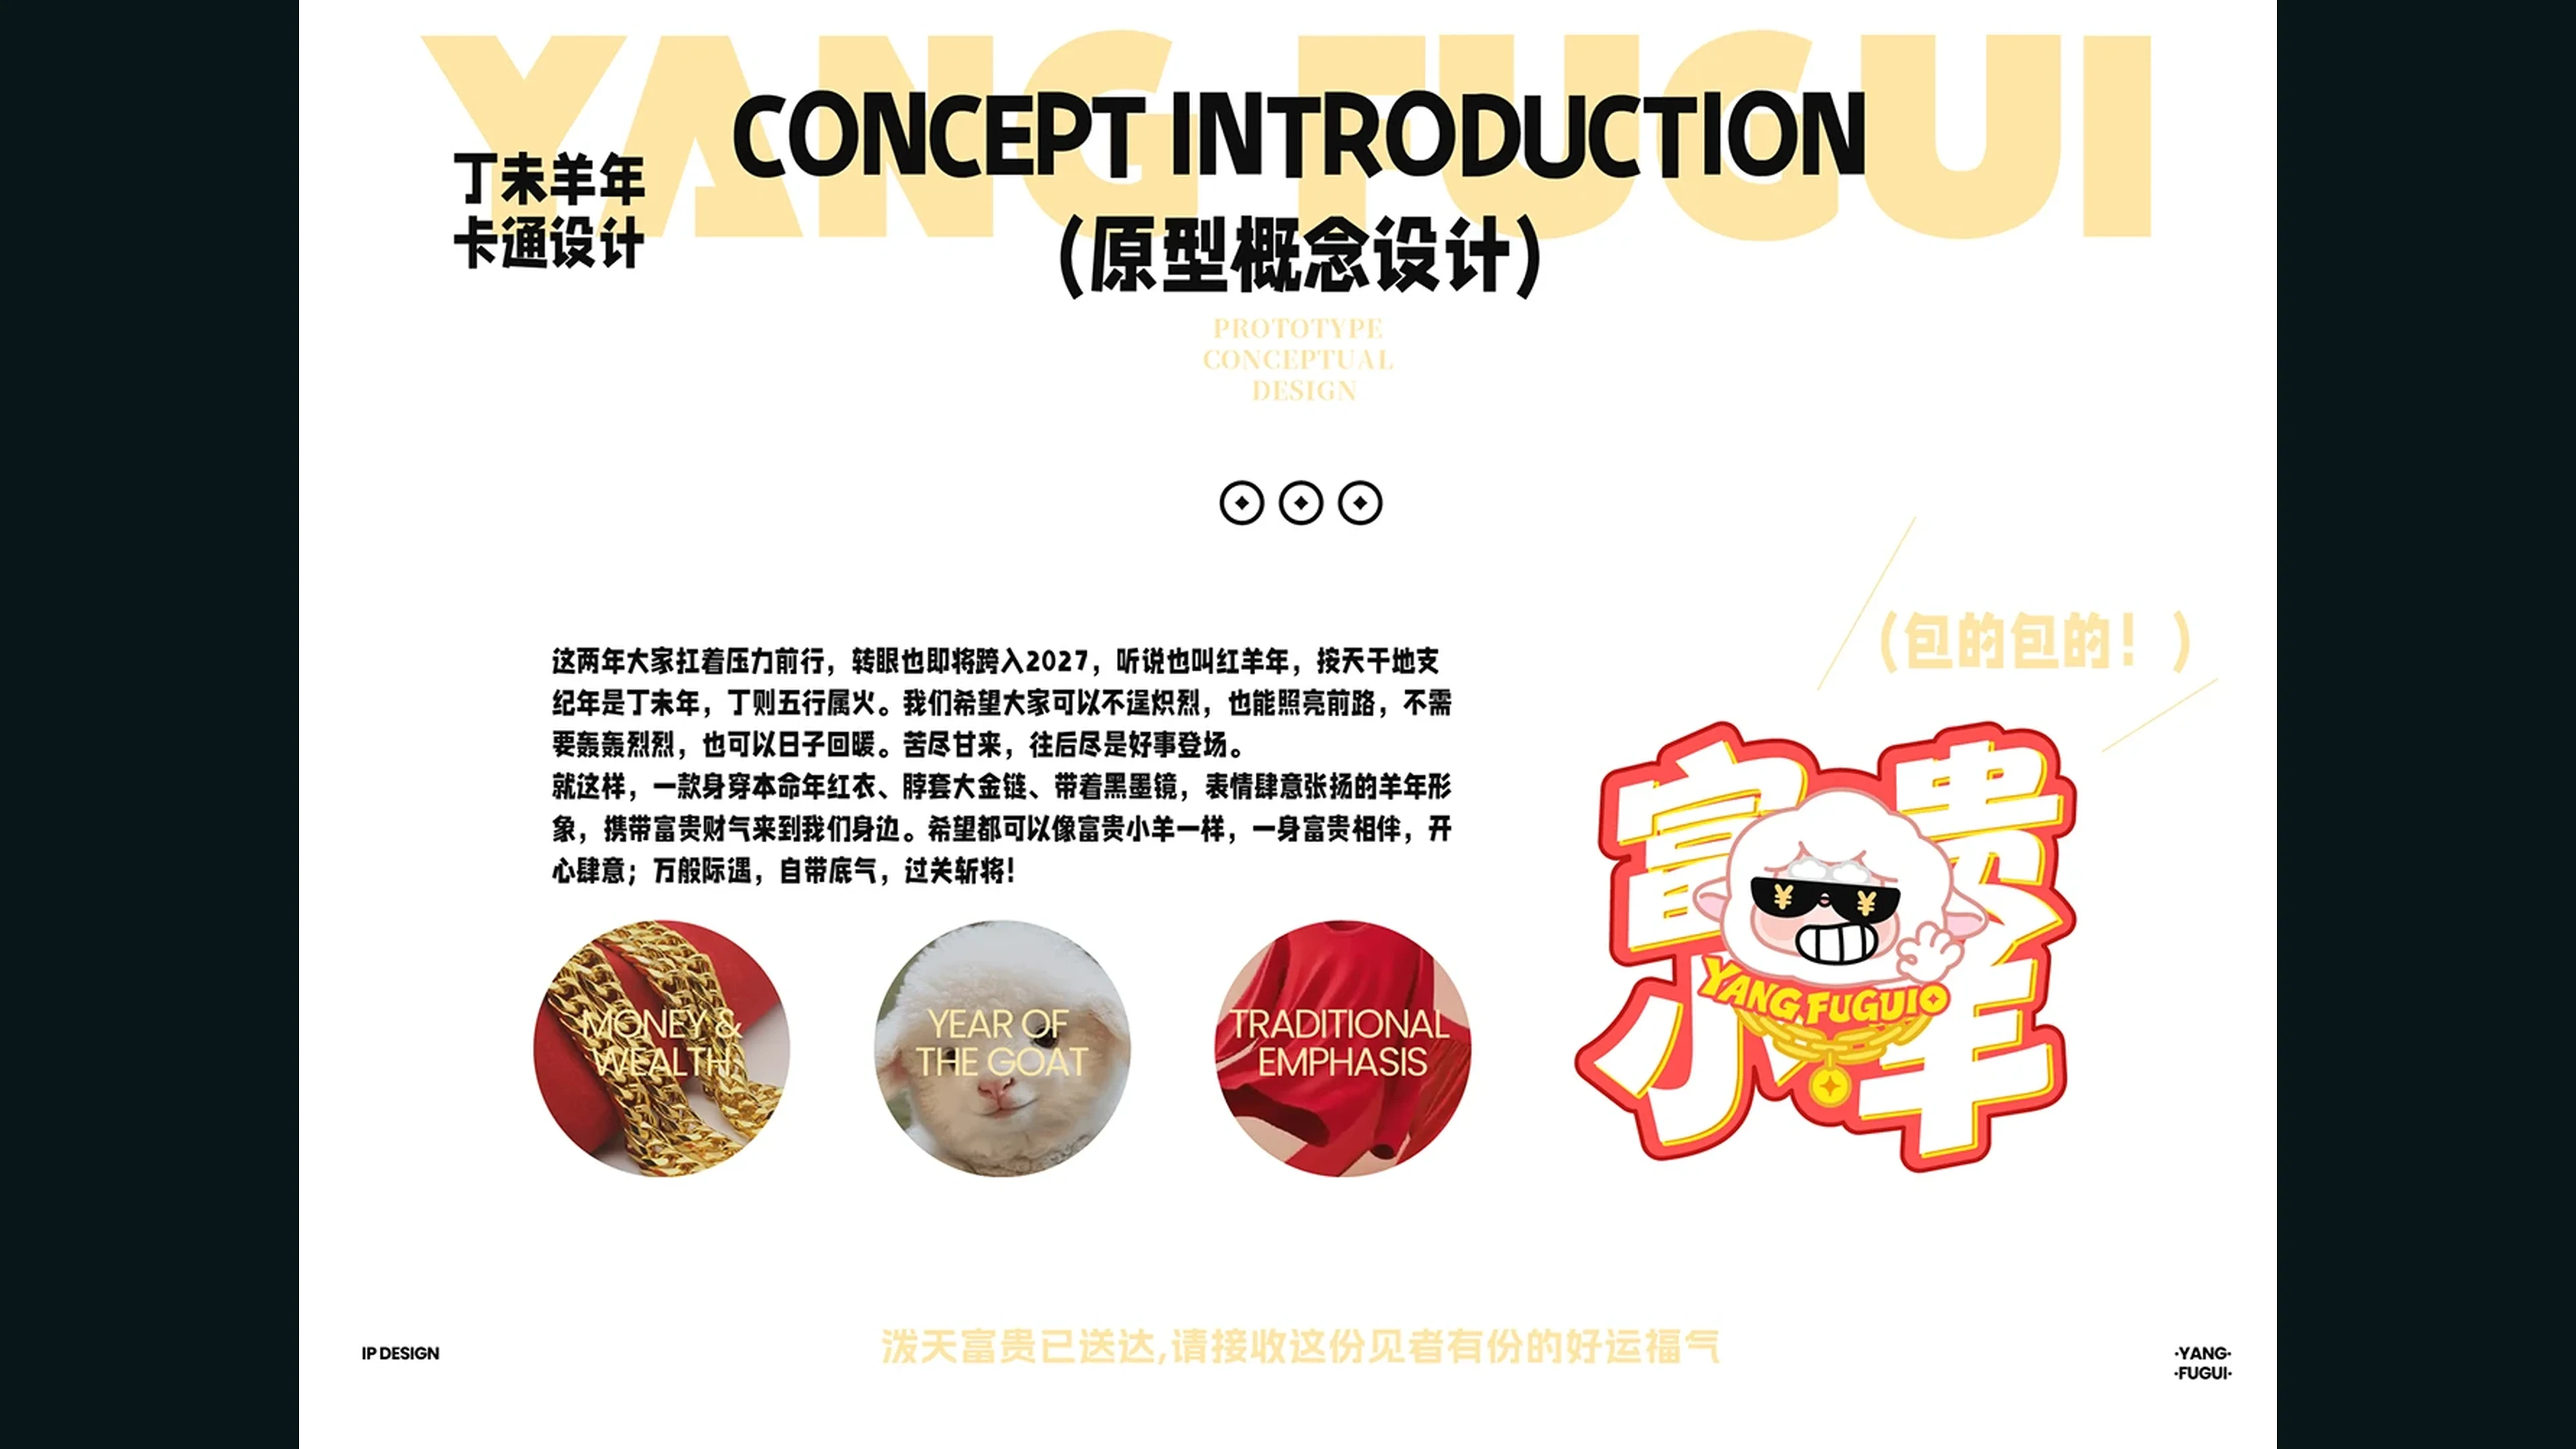 YANG FUGUI
CONCEPT INTRODUCTION
丁未羊年
卡通设计
(原型概念设计)
PROTOTYPE
CONCEPTUAL
DESIGN
(包的包的！)
这两年大家扛着压力前行，转眼也即将跨入2027，听说也叫红羊年，按天干地支
纪年是丁未年，丁则五行属火。我们希望大家可以不逞炽烈，也能照亮前路，不需
要轰轰烈烈，也可以日子回暖。苦尽甘来，往后尽是好事登场。
就这样，一款身穿本命年红衣、脖套大金链、带着黑墨镜，表情肆意张扬的羊年形
象，携带富贵财气来到我们身边。希望都可以像富贵小羊一样，一身富贵相伴，开
心肆意；万般际遇，自带底气，过关斩将！
富贵
小羊
¥ ¥
YANG.FUGUI
MONEY &
WEALTH
YEAR OF
THE GOAT
TRADITIONAL
EMPHASIS
IP DESIGN
泼天富贵已送达,请接收这份见者有份的好运福气
·YANG·
·FUGUI·